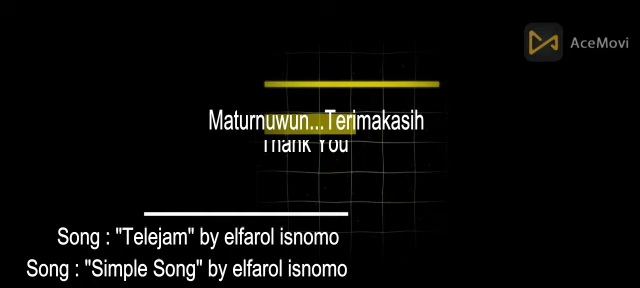 AceMovi
Maturnuwun...Terimakasih
Thank You
Song : "Telejam" by elfarol isnomo
Song : "Simple Song" by elfarol isnomo